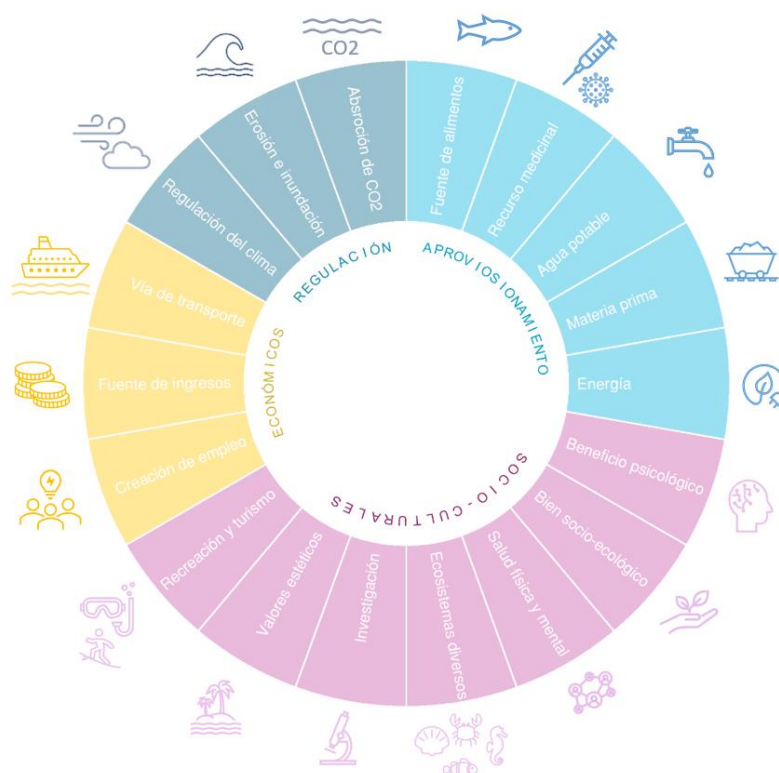 CO2
Fuente de alimentos
Recurso medicinal
Agua potable
Materia prima
Energía
Beneficio psicológico
Bien socio-ecológico
Salud física y mental
Ecosistemas diversos
Investigación
Valores estéticos
Recreación y turismo
Creación de empleo
Fuente de ingresos
Vía de transporte
Regulación del clima
Erosión e inundación
Absroción de CO2
REGULACIÓN
APROVIOSIONAMIENTO
ECONÓMICOS
SOCIO-CULTURALES